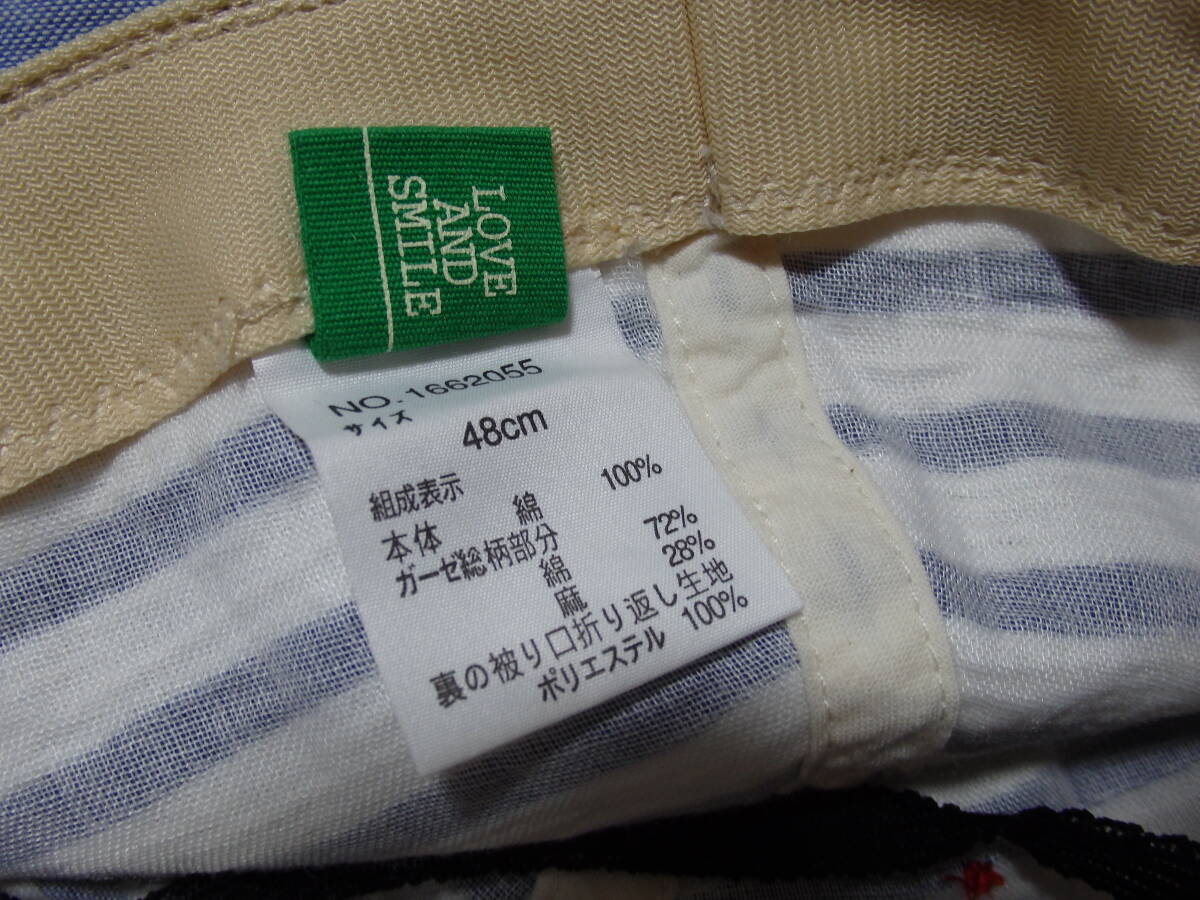 LOVE
AND
SMILE
NO.1662055
サイズ
48cm
組成表示
本体 綿 100%
ガーゼ総柄部分
綿 72%
麻 28%
裏の被り口折り返し生地
ポリエステル 100%